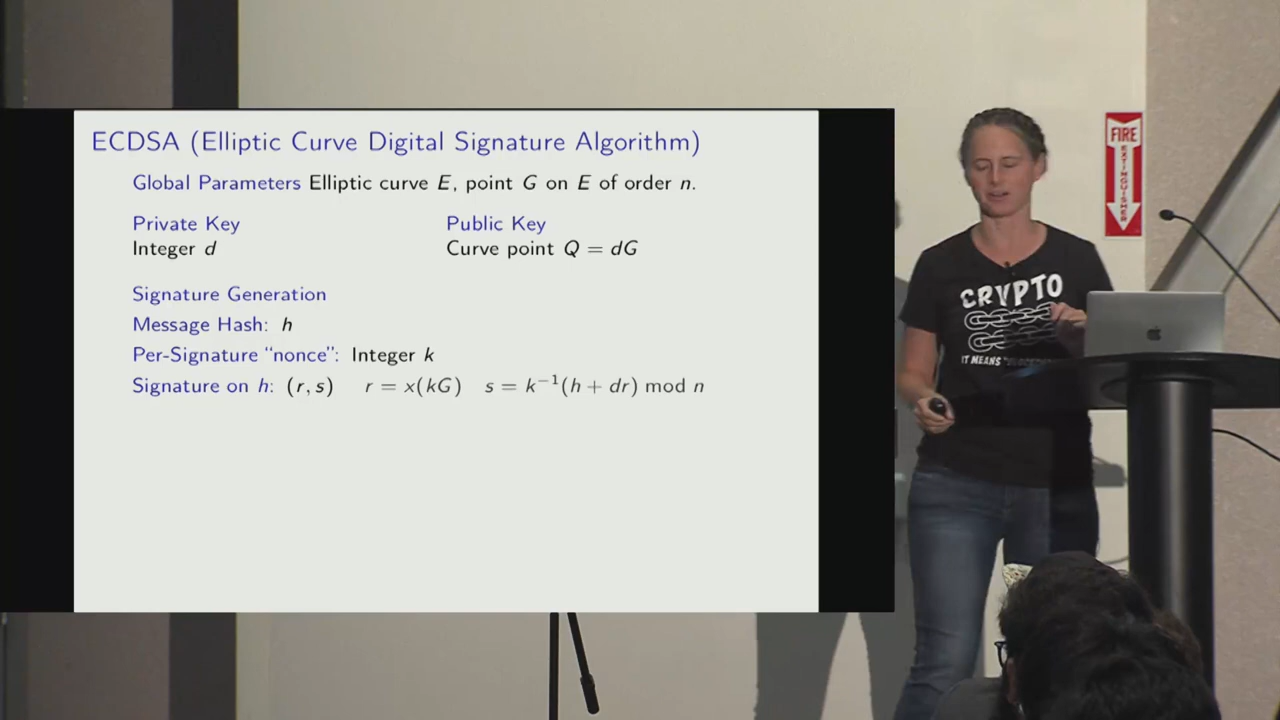 ECDSA (Elliptic Curve Digital Signature Algorithm)
Global Parameters Elliptic curve E, point G on E of order n.
Private Key
Integer d
Public Key
Curve point Q = dG
Signature Generation
Message Hash: h
Per-Signature “nonce”: Integer k
Signature on h: (r, s) r = x(kG) s = k⁻¹(h + dr) mod n
FIRE
EXTINGUISHER
CRYPTO
IT MEANS